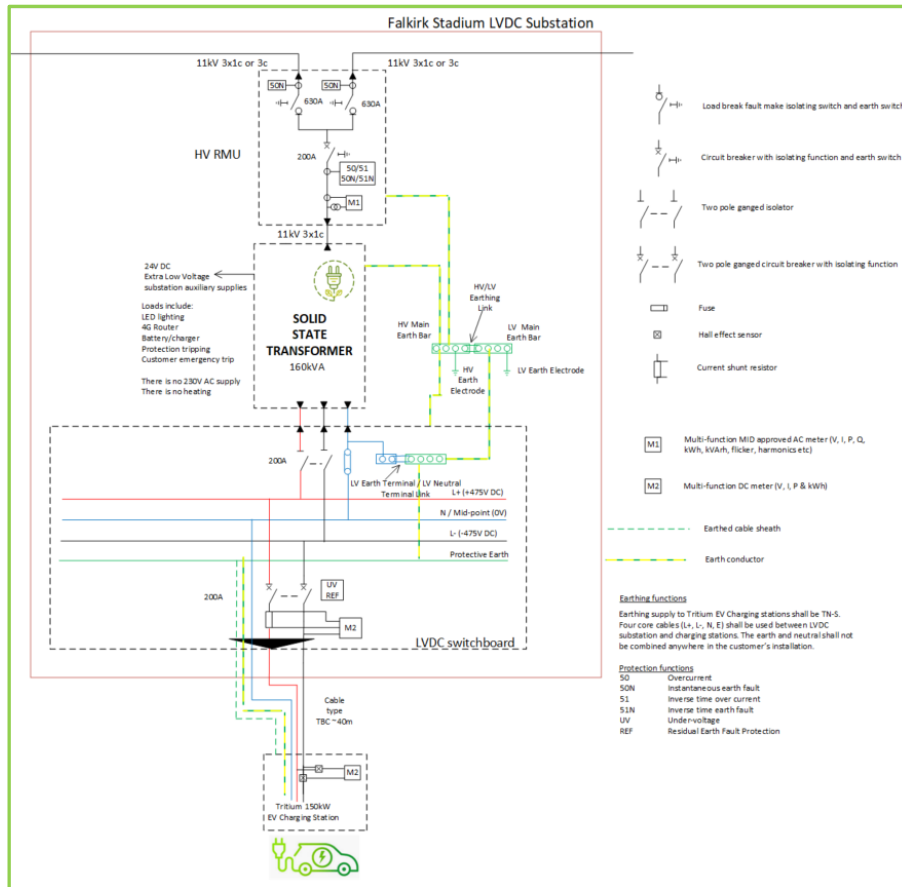 Falkirk Stadium LVDC Substation
11kV 3x1c or 3c
11kV 3x1c or 3c
50N
50N
630A
630A
HV RMU
200A
50/51
50N/51N
M1
11kV 3x1c
24V DC
Extra Low Voltage
substation auxiliary supplies
Loads include:
LED lighting
4G Router
Battery/charger
Protection tripping
Customer emergency trip
There is no 230V AC supply
There is no heating
SOLID
STATE
TRANSFORMER
160kVA
HV/LV
Earthing
Link
HV Main
Earth Bar
LV Main
Earth Bar
HV
Earth
Electrode
LV Earth Electrode
200A
LV Earth Terminal / LV Neutral
Terminal Link
L+ (+475V DC)
N / Mid-point (0V)
L- (-475V DC)
Protective Earth
200A
UV
REF
M2
LVDC switchboard
Cable
type
TBC ~40m
M2
Tritium 150kW
EV Charging Station
Load break fault make isolating switch and earth switch
Circuit breaker with isolating function and earth switch
Two pole ganged isolator
Two pole ganged circuit breaker with isolating function
Fuse
Hall effect sensor
Current shunt resistor
M1
Multi-function MID approved AC meter (V, I, P, Q,
kWh, kVArh, flicker, harmonics etc)
M2
Multi-function DC meter (V, I, P & kWh)
Earthed cable sheath
Earth conductor
Earthing functions
Earthing supply to Tritium EV Charging stations shall be TN-S.
Four core cables (L+, L-, N, E) shall be used between LVDC
substation and charging stations. The earth and neutral shall not
be combined anywhere in the customer's installation.
Protection functions
50 Overcurrent
50N Instantaneous earth fault
51 Inverse time over current
51N Inverse time earth fault
UV Under-voltage
REF Residual Earth Fault Protection